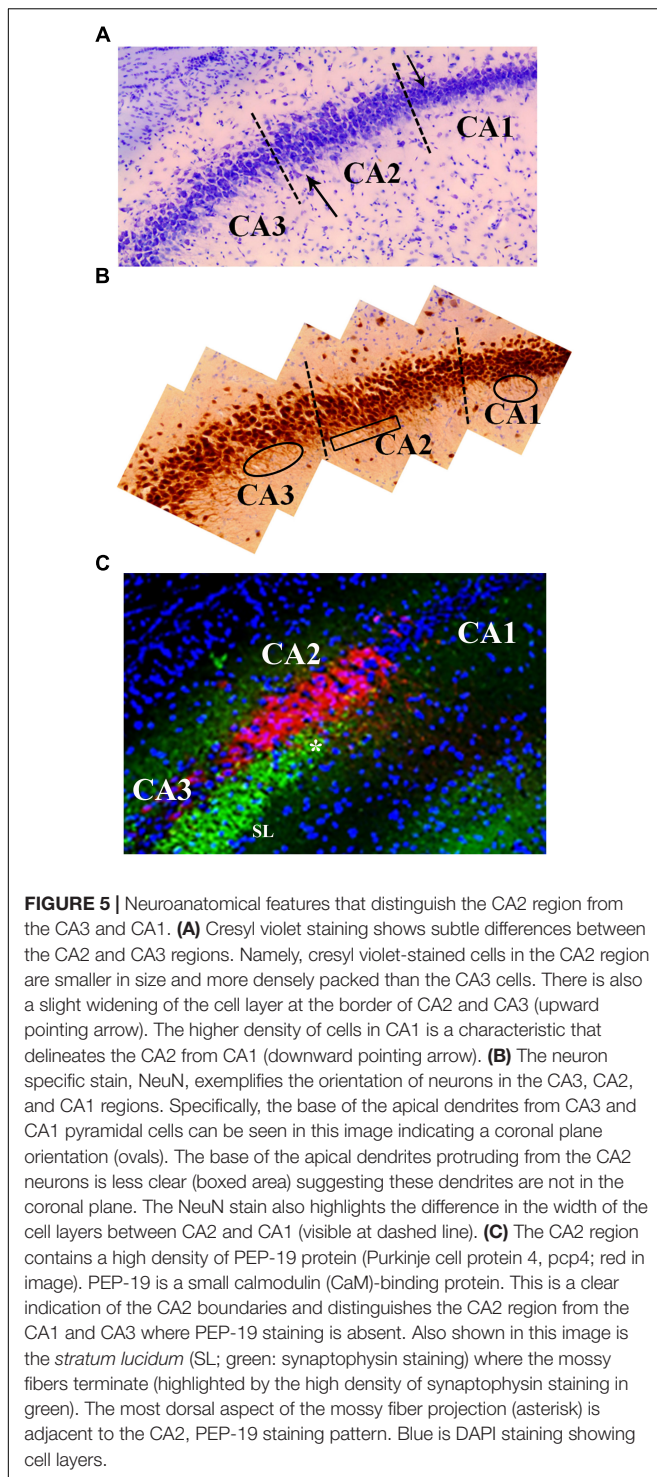 A
CA1
CA2
CA3
B
CA1
CA2
CA3
C
CA1
CA2
*
CA3
SL
FIGURE 5 | Neuroanatomical features that distinguish the CA2 region from
the CA3 and CA1. (A) Cresyl violet staining shows subtle differences between
the CA2 and CA3 regions. Namely, cresyl violet-stained cells in the CA2 region
are smaller in size and more densely packed than the CA3 cells. There is also
a slight widening of the cell layer at the border of CA2 and CA3 (upward
pointing arrow). The higher density of cells in CA1 is a characteristic that
delineates the CA2 from CA1 (downward pointing arrow). (B) The neuron
specific stain, NeuN, exemplifies the orientation of neurons in the CA3, CA2,
and CA1 regions. Specifically, the base of the apical dendrites from CA3 and
CA1 pyramidal cells can be seen in this image indicating a coronal plane
orientation (ovals). The base of the apical dendrites protruding from the CA2
neurons is less clear (boxed area) suggesting these dendrites are not in the
coronal plane. The NeuN stain also highlights the difference in the width of the
cell layers between CA2 and CA1 (visible at dashed line). (C) The CA2 region
contains a high density of PEP-19 protein (Purkinje cell protein 4, pcp4; red in
image). PEP-19 is a small calmodulin (CaM)-binding protein. This is a clear
indication of the CA2 boundaries and distinguishes the CA2 region from the
CA1 and CA3 where PEP-19 staining is absent. Also shown in this image is
the stratum lucidum (SL; green: synaptophysin staining) where the mossy
fibers terminate (highlighted by the high density of synaptophysin staining in
green). The most dorsal aspect of the mossy fiber projection (asterisk) is
adjacent to the CA2, PEP-19 staining pattern. Blue is DAPI staining showing
cell layers.